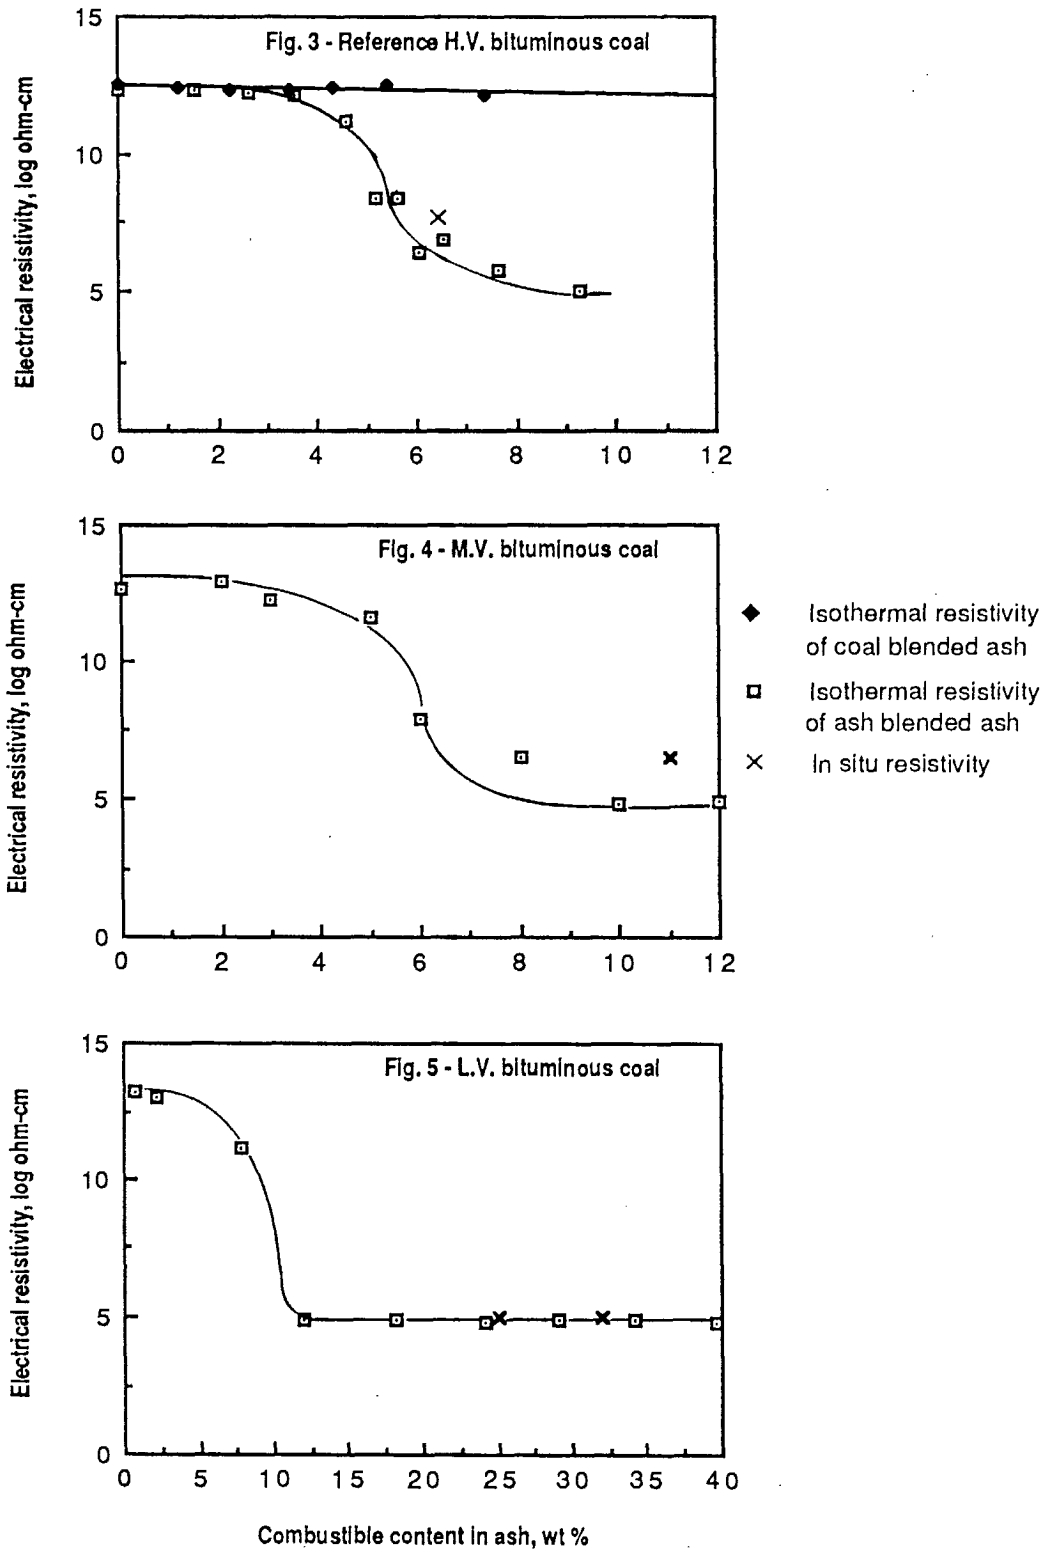 15
Fig. 3 - Reference H.V. bituminous coal
10
5
0
Electrical resistivity, log ohm-cm
0 2 4 6 8 10 12
15
Fig. 4 - M.V. bituminous coal
10
5
0
Electrical resistivity, log ohm-cm
0 2 4 6 8 10 12
Isothermal resistivity
of coal blended ash
Isothermal resistivity
of ash blended ash
In situ resistivity
15
Fig. 5 - L.V. bituminous coal
10
5
0
Electrical resistivity, log ohm-cm
0 5 10 15 20 25 30 35 40
Combustible content in ash, wt %